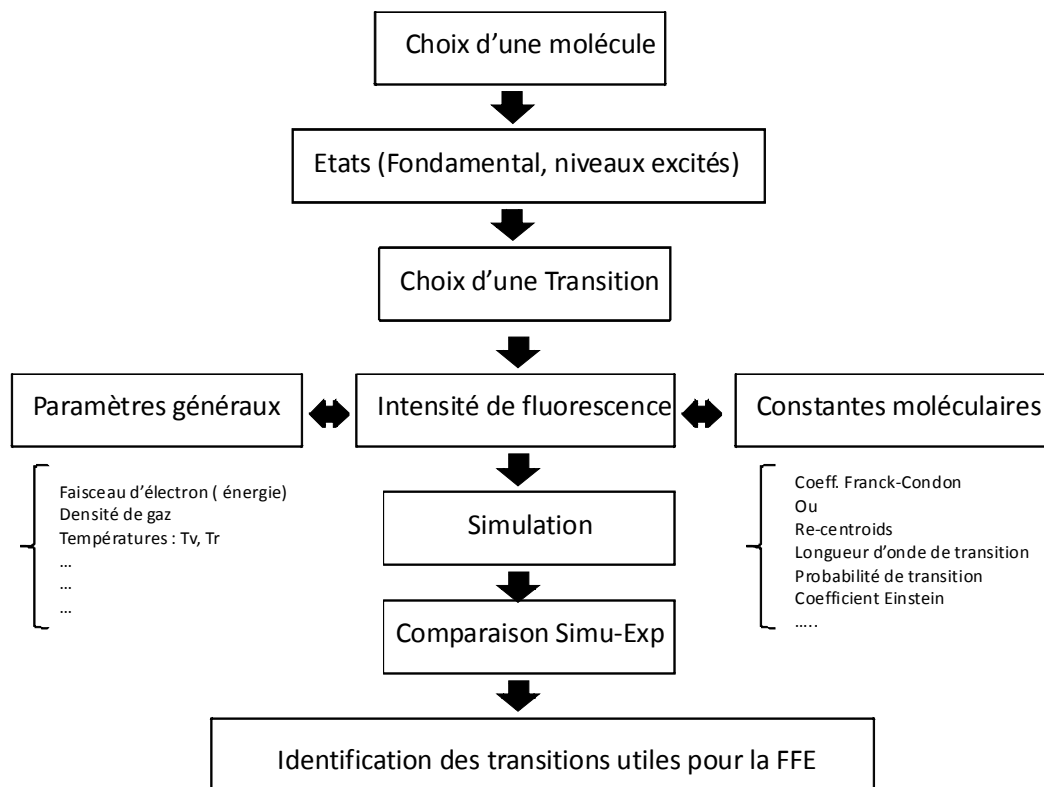 Choix d’une molécule
Etats (Fondamental, niveaux excités)
Choix d’une Transition
Paramètres généraux
Intensité de fluorescence
Constantes moléculaires
Faisceau d’électron ( énergie)
Densité de gaz
Températures : Tv, Tr
...
...
...
Simulation
Coeff. Franck-Condon
Ou
Re-centroids
Longueur d’onde de transition
Probabilité de transition
Coefficient Einstein
.....
Comparaison Simu-Exp
Identification des transitions utiles pour la FFE